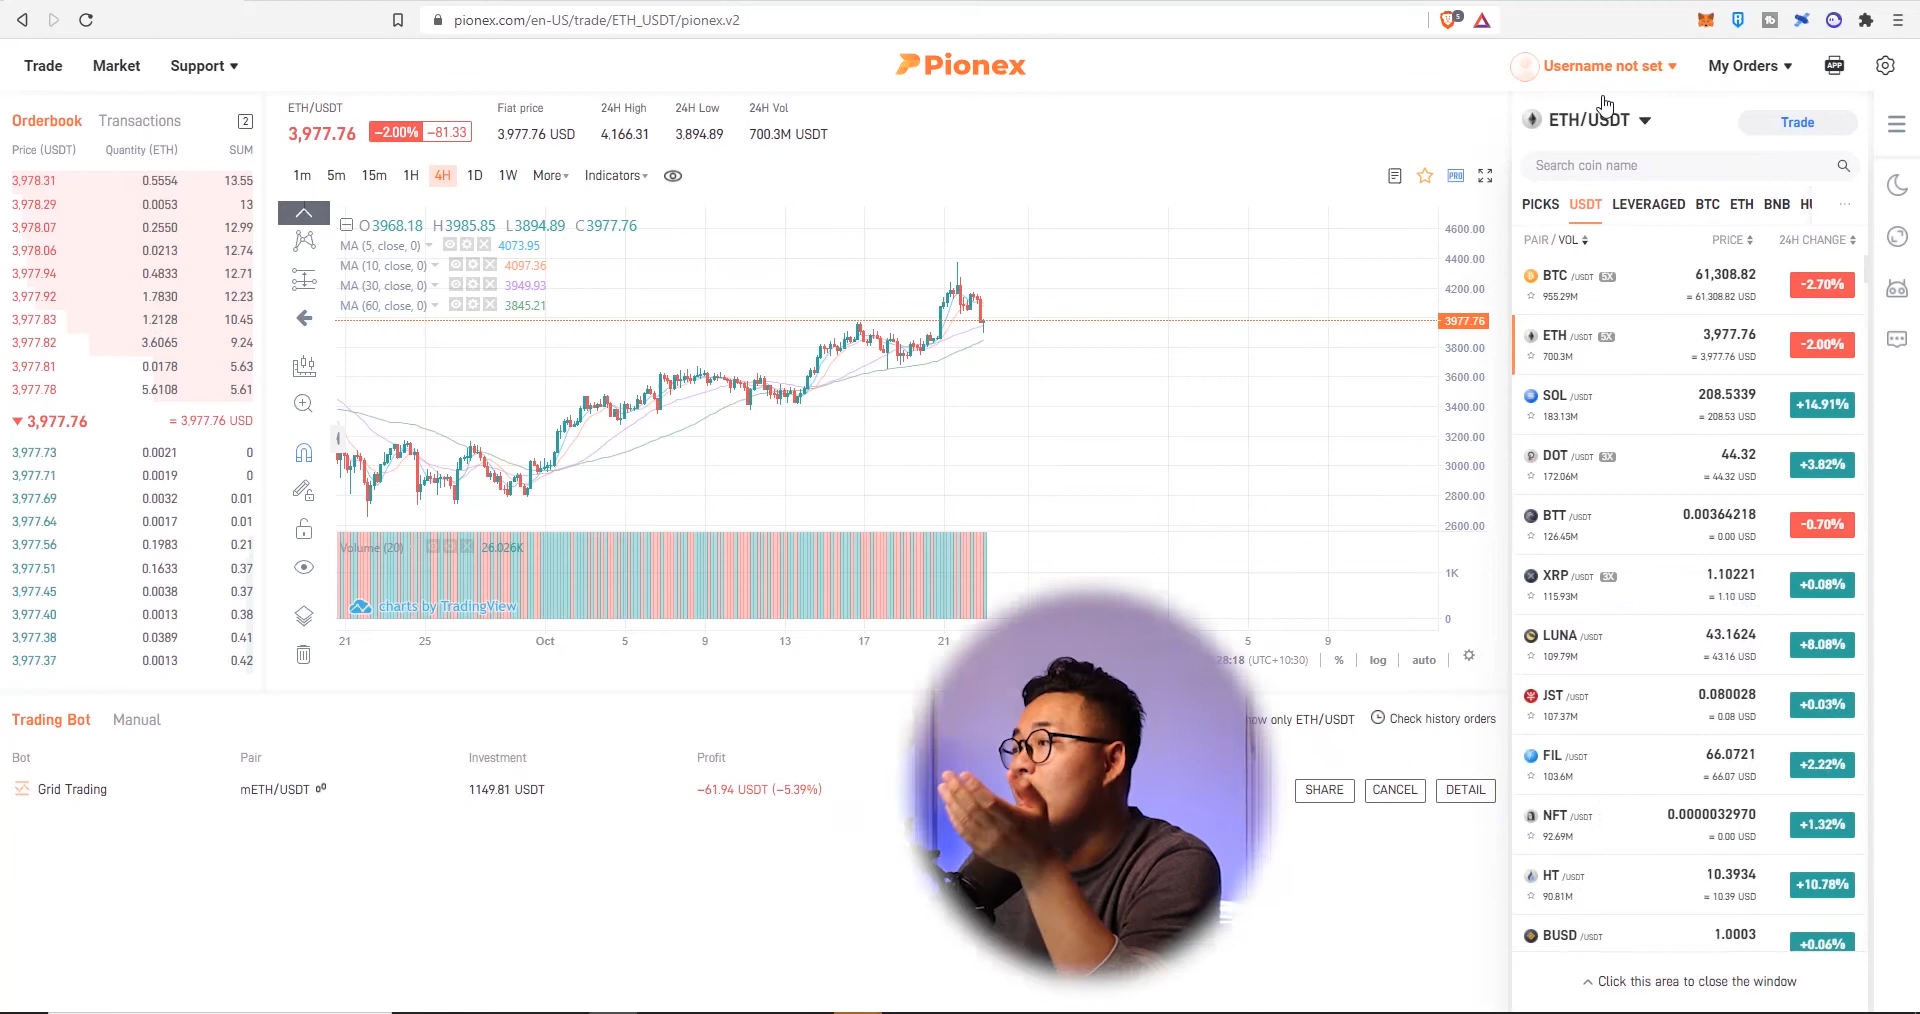 pionex.com/en-US/trade/ETH_USDT/pionex.v2
5
Trade Market Support
Pionex
Username not set My Orders APP
Orderbook Transactions 2
Price (USDT) Quantity (ETH) SUM
3,978.31 0.5554 13.55
3,978.29 0.0053 13
3,978.07 0.2550 12.99
3,978.06 0.0213 12.74
3,977.94 0.4833 12.71
3,977.92 1.7830 12.23
3,977.83 1.2128 10.45
3,977.82 3.6065 9.24
3,977.81 0.0178 5.63
3,977.78 5.6108 5.61
3,977.76 = 3,977.76 USD
3,977.73 0.0021 0
3,977.71 0.0019 0
3,977.69 0.0032 0.01
3,977.64 0.0017 0.01
3,977.56 0.1983 0.21
3,977.51 0.1633 0.37
3,977.45 0.0038 0.37
3,977.40 0.0013 0.38
3,977.38 0.0389 0.41
3,977.37 0.0013 0.42
ETH/USDT Fiat price 24H High 24H Low 24H Vol
3,977.76 −2.00% −81.33 3,977.76 USD 4,166.31 3,894.89 700.3M USDT
1m 5m 15m 1H 4H 1D 1W More Indicators
PRO
O3968.18 H3985.85 L3894.89 C3977.76
MA (5, close, 0) 4073.95
MA (10, close, 0) 4097.36
MA (30, close, 0) 3949.93
MA (60, close, 0) 3845.21
4600.00
4400.00
4200.00
3977.76
3800.00
3600.00
3400.00
3200.00
3000.00
2800.00
2600.00
Volume (20) 26.026K
1K
charts by TradingView
0
21 25 Oct 5 9 13 17 21 5 9
28:18 (UTC+10:30) % log auto
Trading Bot Manual
ow only ETH/USDT Check history orders
Bot Pair Investment Profit
Grid Trading mETH/USDT 1149.81 USDT −61.94 USDT (−5.39%) SHARE CANCEL DETAIL
ETH/USDT Trade
Search coin name
PICKS USDT LEVERAGED BTC ETH BNB HU ...
PAIR / VOL PRICE 24H CHANGE
BTC /USDT 5X 61,308.82 -2.70%
955.29M = 61,308.82 USD
ETH /USDT 5X 3,977.76 -2.00%
700.3M = 3,977.76 USD
SOL /USDT 208.5339 +14.91%
183.13M = 208.53 USD
DOT /USDT 3X 44.32 +3.82%
172.06M = 44.32 USD
BTT /USDT 0.00364218 -0.70%
126.45M = 0.00 USD
XRP /USDT 3X 1.10221 +0.08%
115.93M = 1.10 USD
LUNA /USDT 43.1624 +8.08%
109.79M = 43.16 USD
JST /USDT 0.080028 +0.03%
107.37M = 0.08 USD
FIL /USDT 66.0721 +2.22%
103.6M = 66.07 USD
NFT /USDT 0.0000032970 +1.32%
92.69M = 0.00 USD
HT /USDT 10.3934 +10.78%
90.81M = 10.39 USD
BUSD /USDT 1.0003 +0.06%
Click this area to close the window